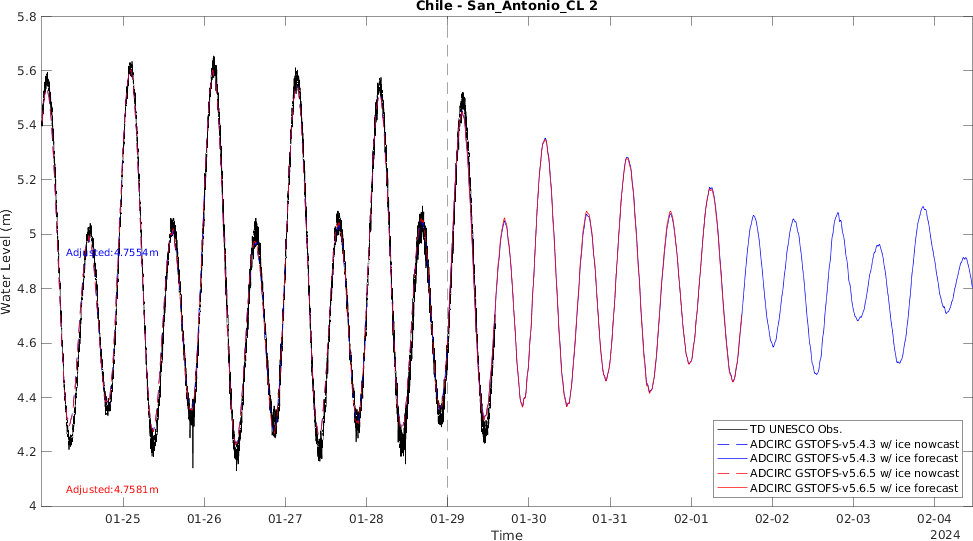 Chile - San_Antonio_CL 2
Water Level (m)
5.8
5.6
5.4
5.2
5
4.8
4.6
4.4
4.2
4
Adjusted:4.7554m
Adjusted:4.7581m
TD UNESCO Obs.
ADCIRC GSTOFS-v5.4.3 w/ ice nowcast
ADCIRC GSTOFS-v5.4.3 w/ ice forecast
ADCIRC GSTOFS-v5.6.5 w/ ice nowcast
ADCIRC GSTOFS-v5.6.5 w/ ice forecast
01-25 01-26 01-27 01-28 01-29 01-30 01-31 02-01 02-02 02-03 02-04
Time
2024